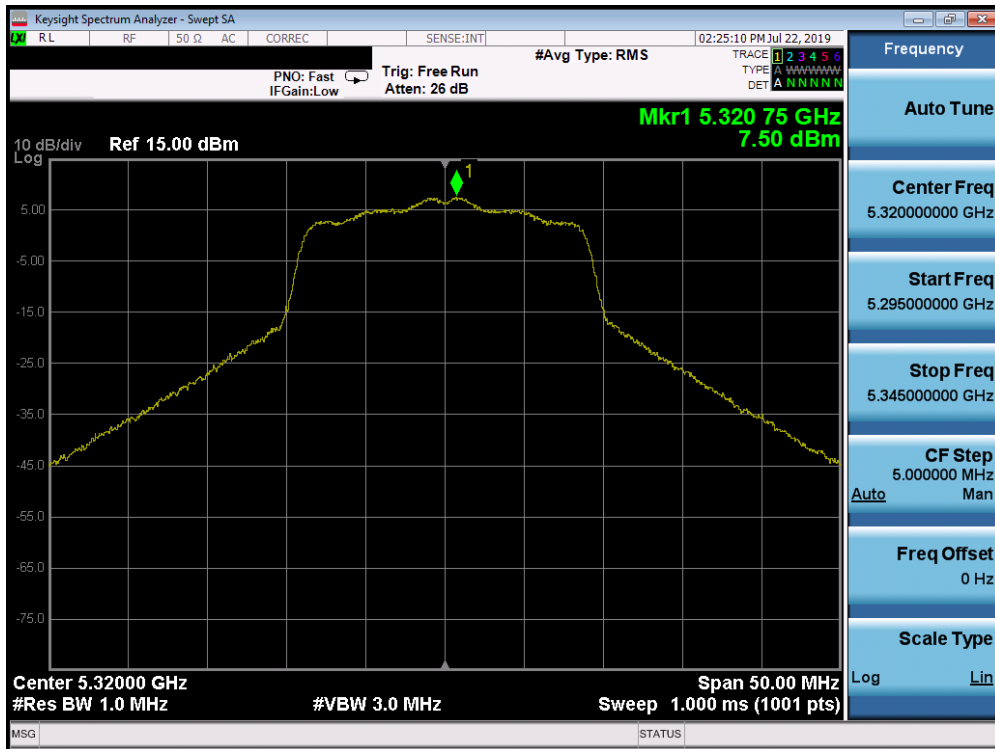 Keysight Spectrum Analyzer - Swept SA
LXI RL RF 50 Ω AC CORREC SENSE:INT 02:25:10 PM Jul 22, 2019
#Avg Type: RMS TRACE 1 2 3 4 5 6
PNO: Fast Trig: Free Run TYPE A WWWWW
IFGain:Low Atten: 26 dB DET A N N N N N
Mkr1 5.320 75 GHz
7.50 dBm
10 dB/div Ref 15.00 dBm
Log
1
5.00
-5.00
-15.0
-25.0
-35.0
-45.0
-55.0
-65.0
-75.0
Center 5.32000 GHz Span 50.00 MHz
#Res BW 1.0 MHz #VBW 3.0 MHz Sweep 1.000 ms (1001 pts)
MSG STATUS
Frequency
Auto Tune
Center Freq
5.320000000 GHz
Start Freq
5.295000000 GHz
Stop Freq
5.345000000 GHz
CF Step
5.000000 MHz
Auto Man
Freq Offset
0 Hz
Scale Type
Log Lin